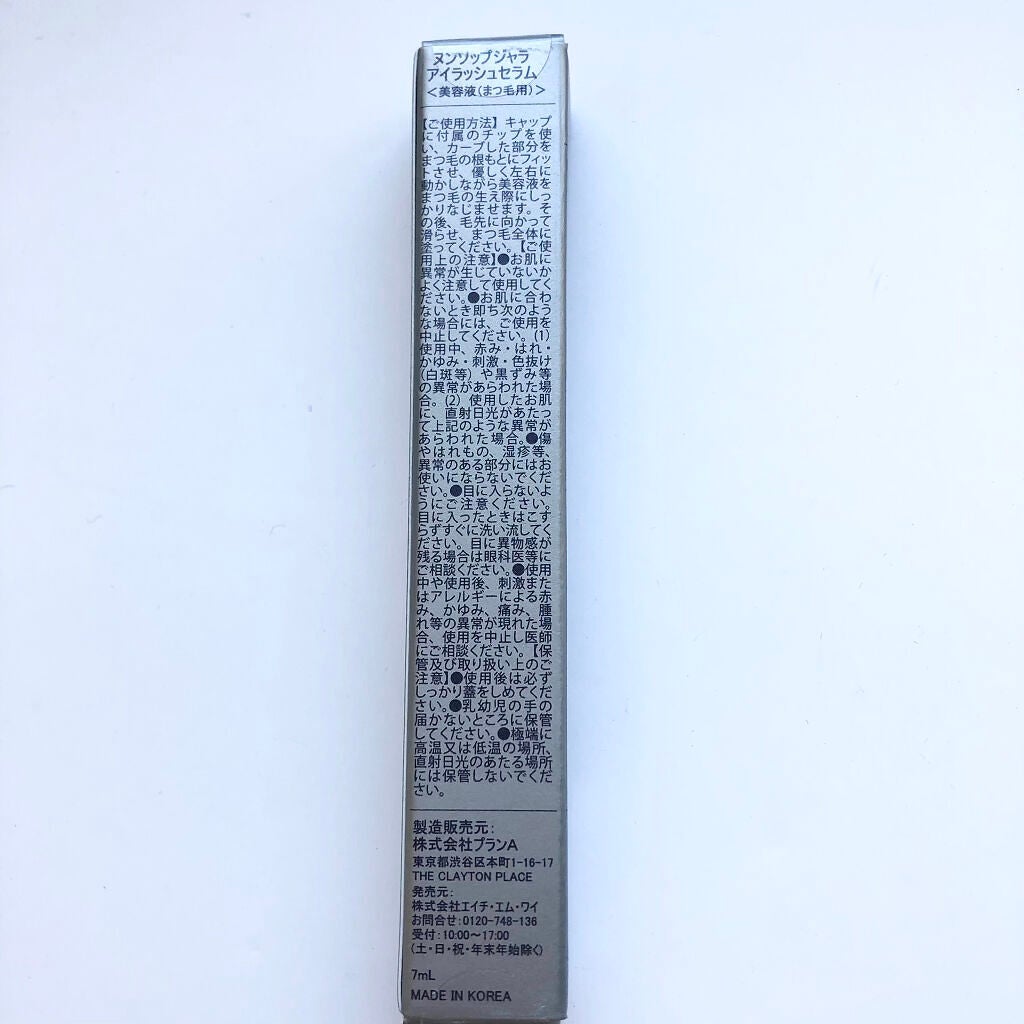 ヌンソップジャラ
アイラッシュセラム
<美容液(まつ毛用)>
【ご使用方法】キャップ
に付属のチップを使
い、カーブした部分を
まつ毛の根もとにフィッ
トさせ、優しく左右に
動かしながら美容液を
まつ毛の生え際にしっ
かりなじませます。そ
の後、毛先に向かって
滑らせ、まつ毛全体に
塗ってください。【ご使
用上の注意】●お肌に
異常が生じていないか
よく注意して使用してく
ださい。●お肌に合わ
ないとき即ち次のよう
な場合には、ご使用を
中止してください。(1)
使用中、赤み・はれ・
かゆみ・刺激・色抜け
(白斑等)や黒ずみ等
の異常があらわれた場
合。(2) 使用したお肌
に、直射日光があたっ
て上記のような異常が
あらわれた場合。●傷
やはれもの、湿疹等、
異常のある部分にはお
使いにならないでくだ
さい。●目に入らないよ
うにご注意ください。
目に入ったときはこす
らずすぐに洗い流してく
ださい。目に異物感が
残る場合は眼科医等に
ご相談ください。●使用
中や使用後、刺激また
はアレルギーによる赤
み、かゆみ、痛み、腫
れ等の異常が現れた場
合、使用を中止し医師
にご相談ください。【保
管及び取り扱い上のご
注意】●使用後は必ず
しっかり蓋をしめてくだ
さい。●乳幼児の手の
届かないところに保管
してください。●極端に
高温又は低温の場所、
直射日光のあたる場所
には保管しないでくだ
さい。
製造販売元:
株式会社プランA
東京都渋谷区本町1-16-17
THE CLAYTON PLACE
発売元:
株式会社エイチ・エム・ワイ
お問合せ:0120-748-136
受付:10:00〜17:00
(土・日・祝・年末年始除く)
7mL
MADE IN KOREA